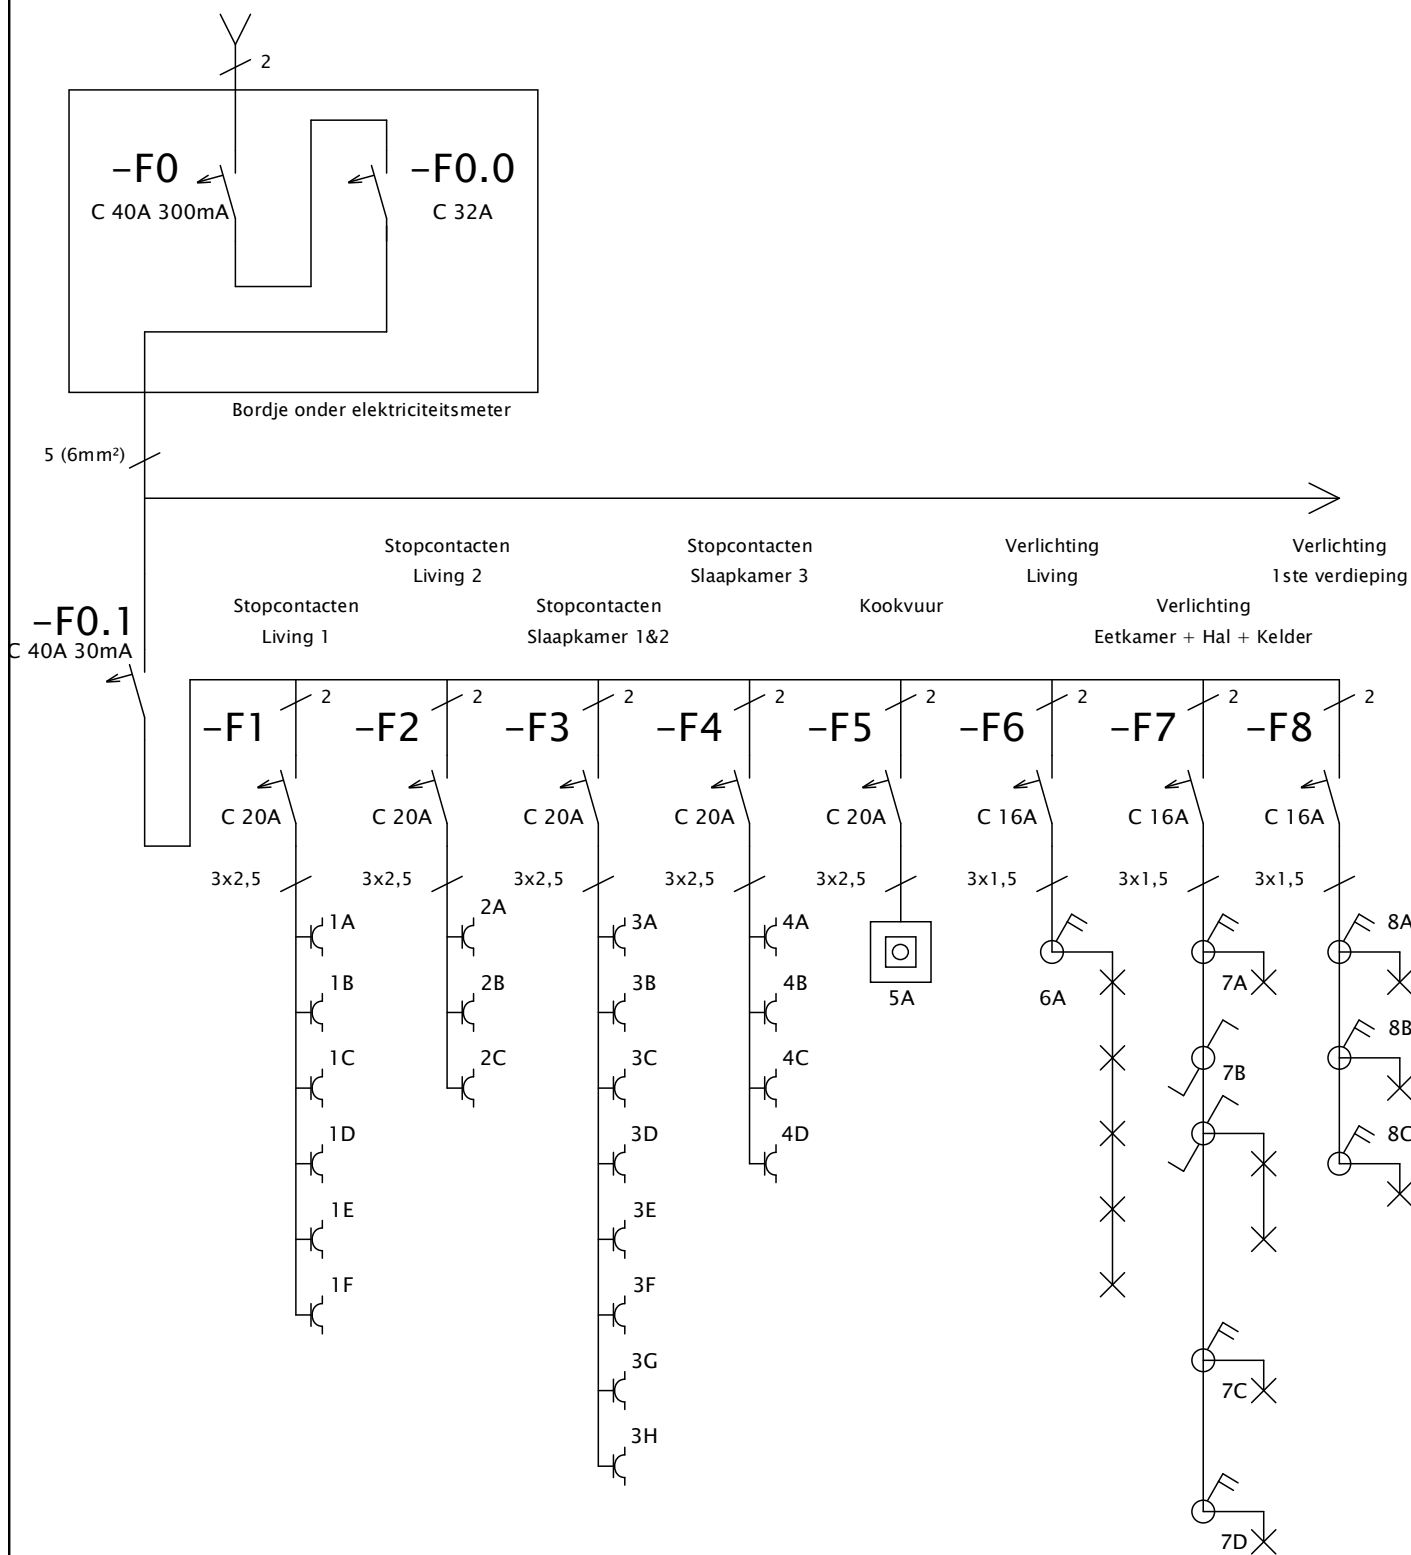 2
-F0
C 40A 300mA
-F0.0
C 32A
Bordje onder elektriciteitsmeter
5 (6mm²)
Stopcontacten
Living 1
Stopcontacten
Living 2
Stopcontacten
Slaapkamer 1&2
Stopcontacten
Slaapkamer 3
Kookvuur
Verlichting
Living
Verlichting
Eetkamer + Hal + Kelder
Verlichting
1ste verdieping
-F0.1
C 40A 30mA
2
2
2
2
2
2
2
2
-F1
-F2
-F3
-F4
-F5
-F6
-F7
-F8
C 20A
C 20A
C 20A
C 20A
C 20A
C 16A
C 16A
C 16A
3x2,5
3x2,5
3x2,5
3x2,5
3x2,5
3x1,5
3x1,5
3x1,5
1A
1B
1C
1D
1E
1F
2A
2B
2C
3A
3B
3C
3D
3E
3F
3G
3H
4A
4B
4C
4D
5A
6A
7A
7B
7C
7D
8A
8B
8C